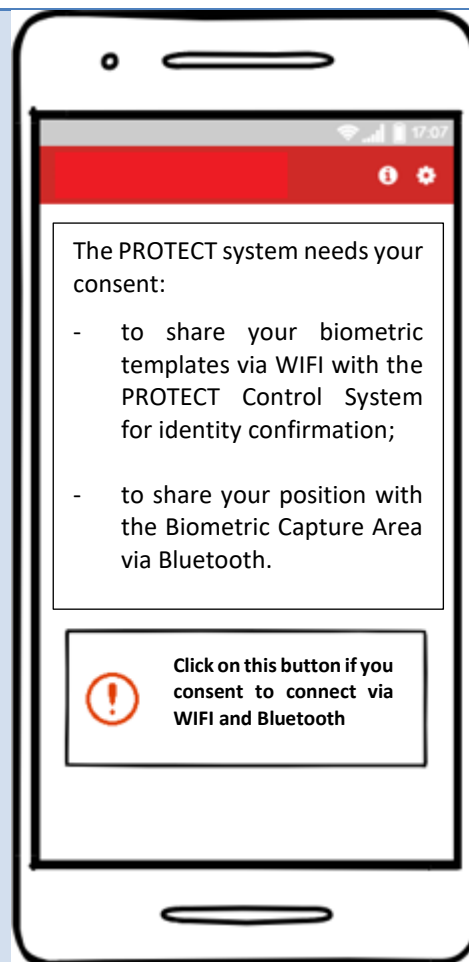 17:07
The PROTECT system needs your
consent:
- to share your biometric
templates via WIFI with the
PROTECT Control System
for identity confirmation;
- to share your position with
the Biometric Capture Area
via Bluetooth.
Click on this button if you
consent to connect via
WIFI and Bluetooth